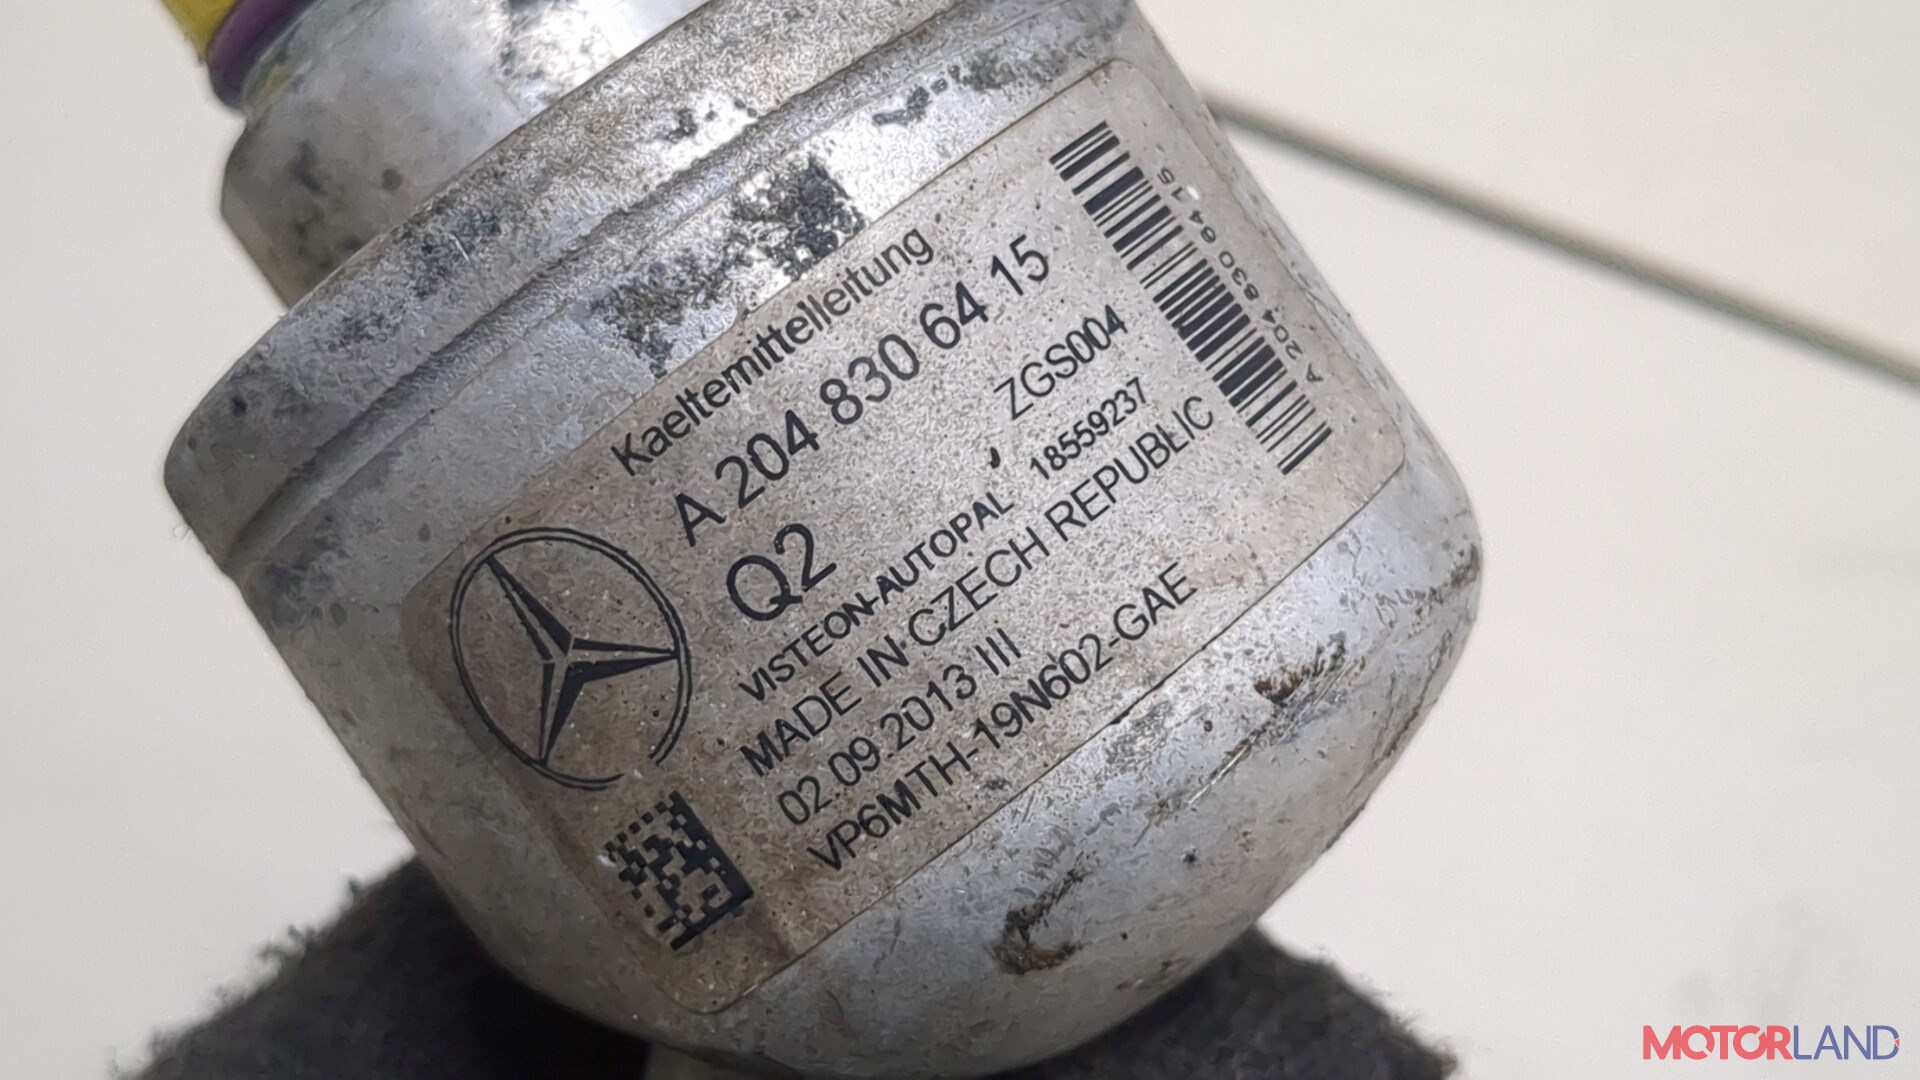 Kaeltemittelleitung
A 204 830 64 15
Q2 ZGS004
VISTEON-AUTOPAL 18559237
MADE IN CZECH REPUBLIC
02.09.2013 III
VP6MTH-19N602-GAE
A 204 830 64 15
MOTORLAND